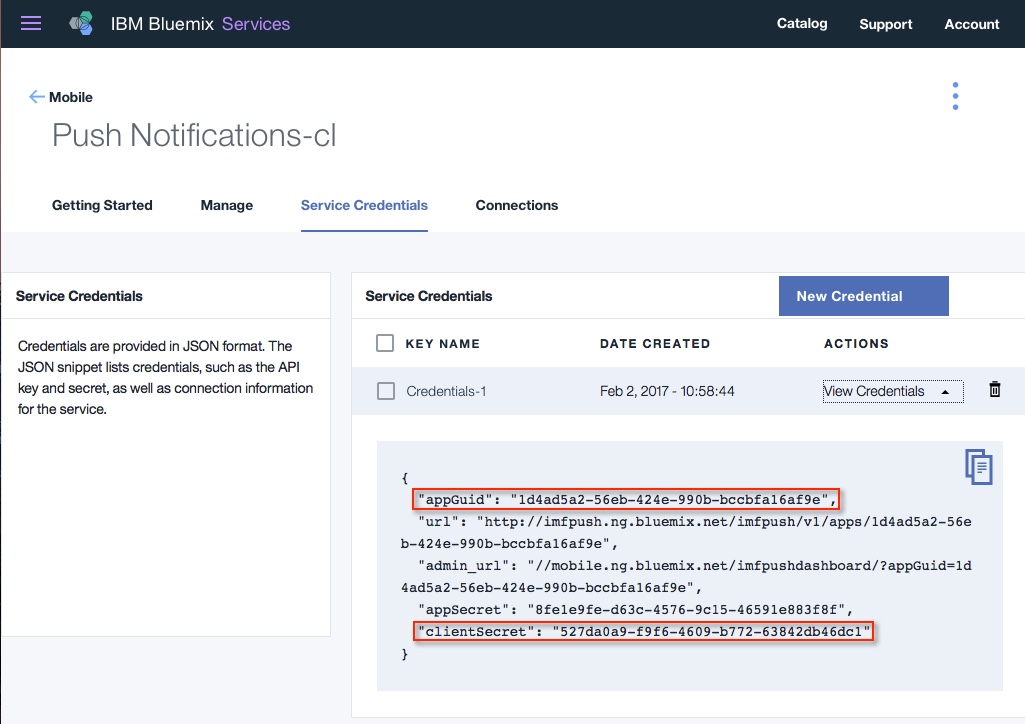 IBM Bluemix Services
Catalog
Support
Account
Mobile
Push Notifications-cl
Getting Started
Manage
Service Credentials
Connections
Service Credentials
Credentials are provided in JSON format. The
JSON snippet lists credentials, such as the API
key and secret, as well as connection information
for the service.
Service Credentials
New Credential
KEY NAME
DATE CREATED
ACTIONS
Credentials-1
Feb 2, 2017 - 10:58:44
View Credentials
{
"appGuid": "1d4ad5a2-56eb-424e-990b-bccbfa16af9e",
"url": "http://imfpush.ng.bluemix.net/imfpush/v1/apps/1d4ad5a2-56e
b-424e-990b-bccbfa16af9e",
"admin_url": "//mobile.ng.bluemix.net/imfpushdashboard/?appGuid=1d
4ad5a2-56eb-424e-990b-bccbfa16af9e",
"appSecret": "8fe1e9fe-d63c-4576-9c15-46591e883f8f",
"clientSecret": "527da0a9-f9f6-4609-b772-63842db46dc1"
}